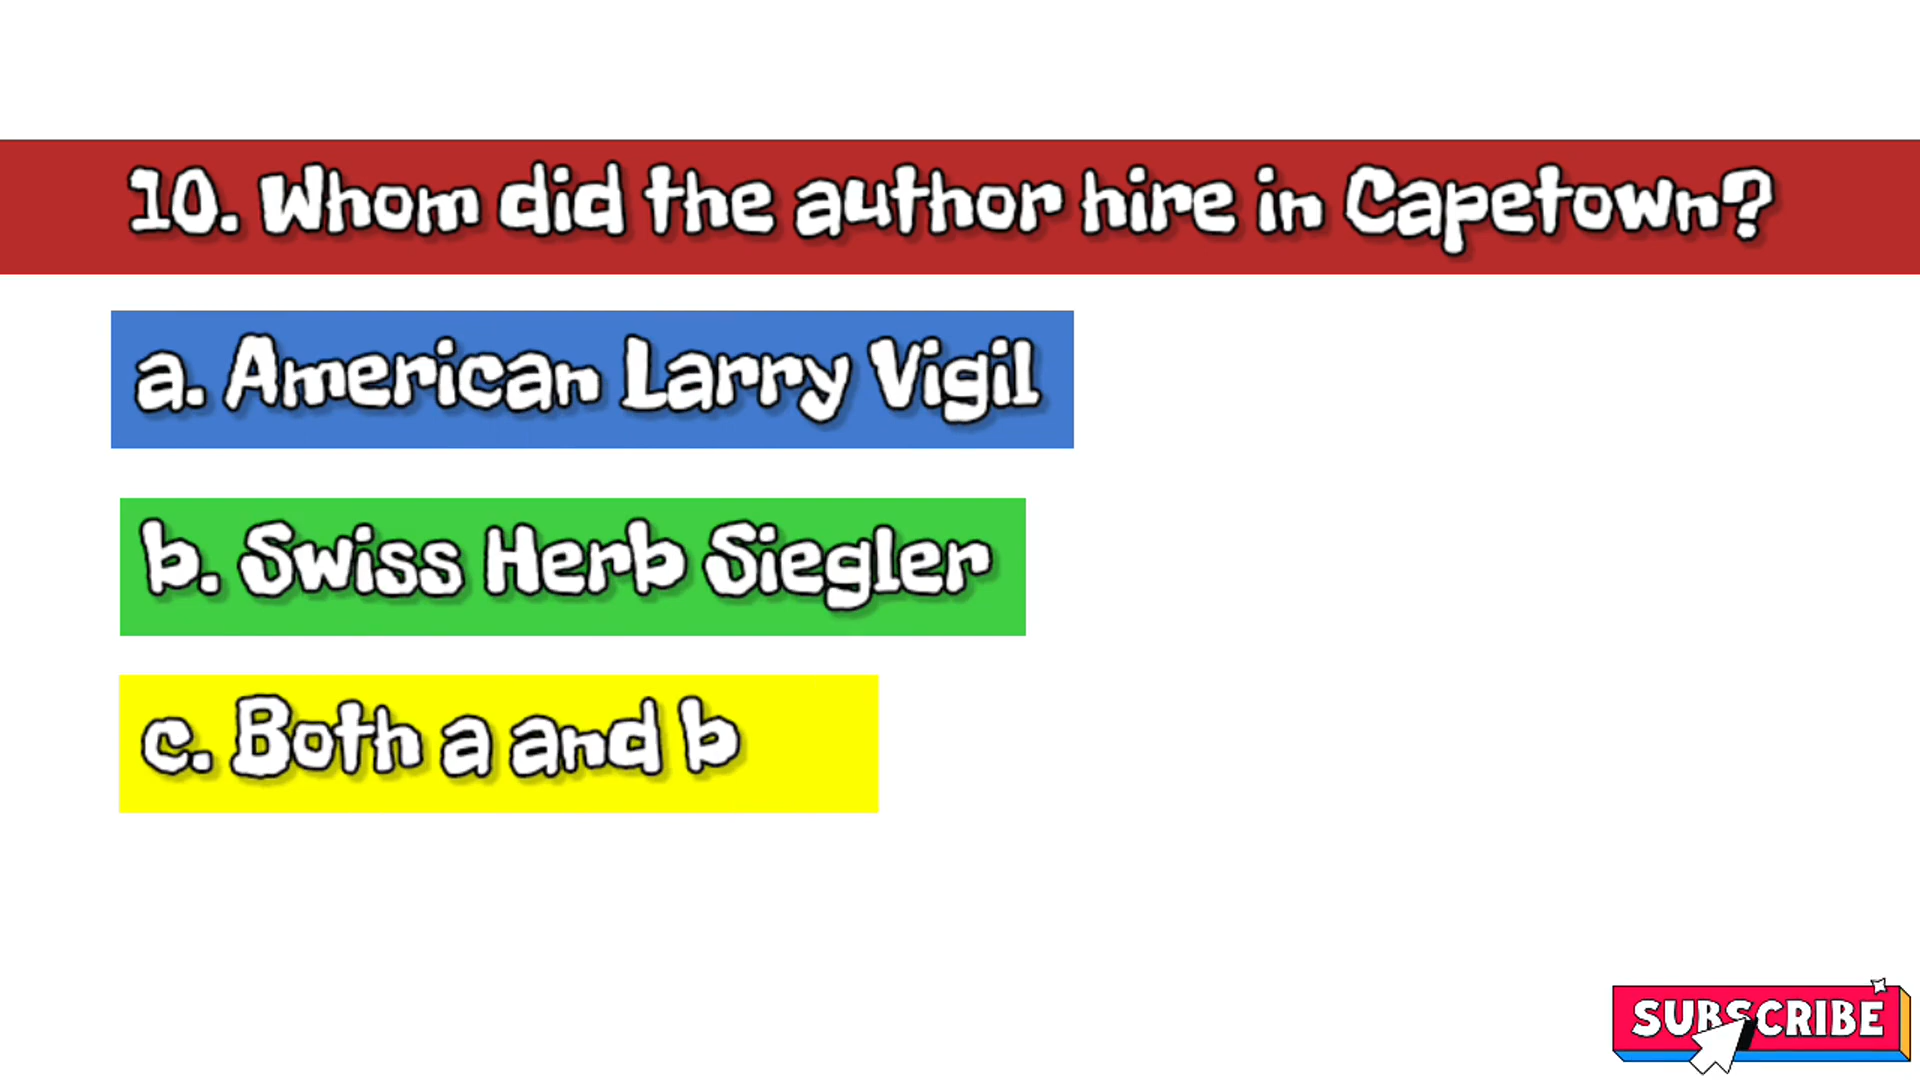 10. Whom did the author hire in Capetown?
a. American Larry Vigil
b. Swiss Herb Siegler
c. Both a and b
SUBSCRIBE